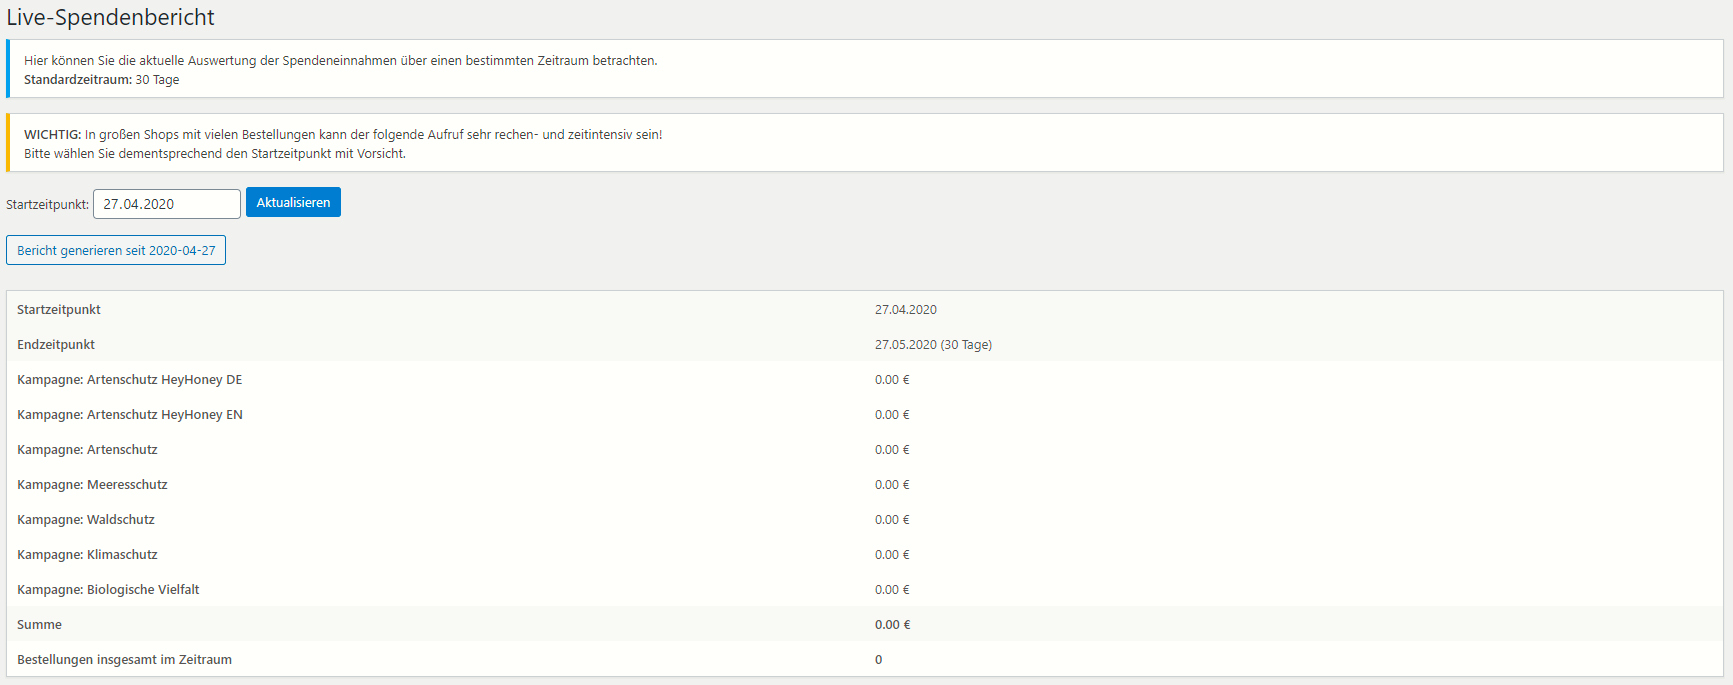 Live-Spendenbericht
Hier können Sie die aktuelle Auswertung der Spendeneinnahmen über einen bestimmten Zeitraum betrachten.
Standardzeitraum: 30 Tage
WICHTIG: In großen Shops mit vielen Bestellungen kann der folgende Aufruf sehr rechen- und zeitintensiv sein!
Bitte wählen Sie dementsprechend den Startzeitpunkt mit Vorsicht.
Startzeitpunkt: 27.04.2020 Aktualisieren
Bericht generieren seit 2020-04-27
Startzeitpunkt 27.04.2020
Endzeitpunkt 27.05.2020 (30 Tage)
Kampagne: Artenschutz HeyHoney DE 0.00 €
Kampagne: Artenschutz HeyHoney EN 0.00 €
Kampagne: Artenschutz 0.00 €
Kampagne: Meeresschutz 0.00 €
Kampagne: Waldschutz 0.00 €
Kampagne: Klimaschutz 0.00 €
Kampagne: Biologische Vielfalt 0.00 €
Summe 0.00 €
Bestellungen insgesamt im Zeitraum 0